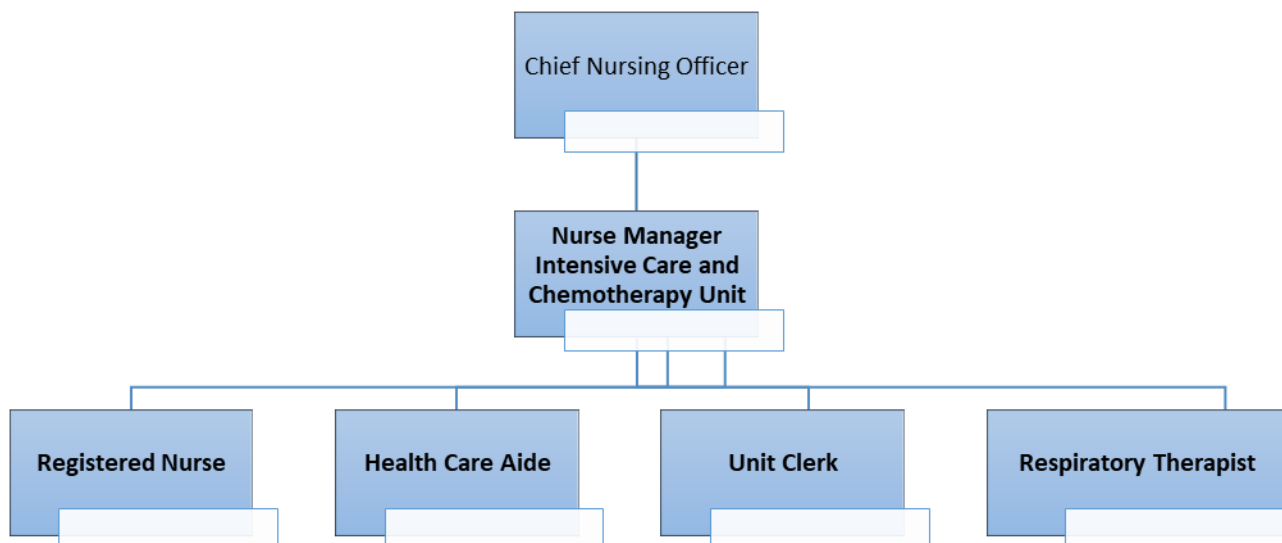 Chief Nursing Officer
Nurse Manager
Intensive Care and
Chemotherapy Unit
Registered Nurse
Health Care Aide
Unit Clerk
Respiratory Therapist